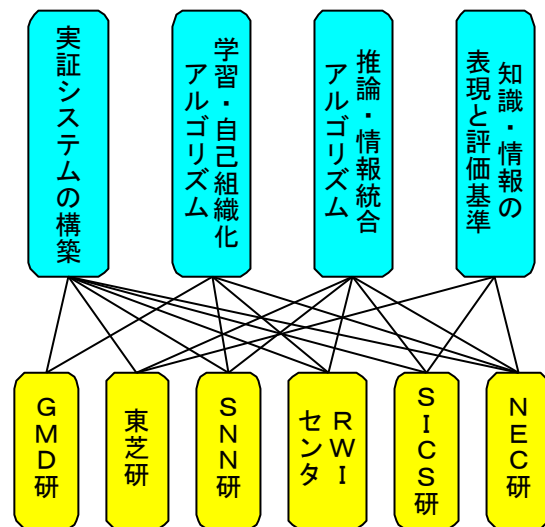 実証システムの構築
学習・自己組織化
アルゴリズム
推論・情報統合
アルゴリズム
知識・情報の
表現と評価基準
GMD研
東芝研
SNN研
RWI
センタ
SICS研
NEC研